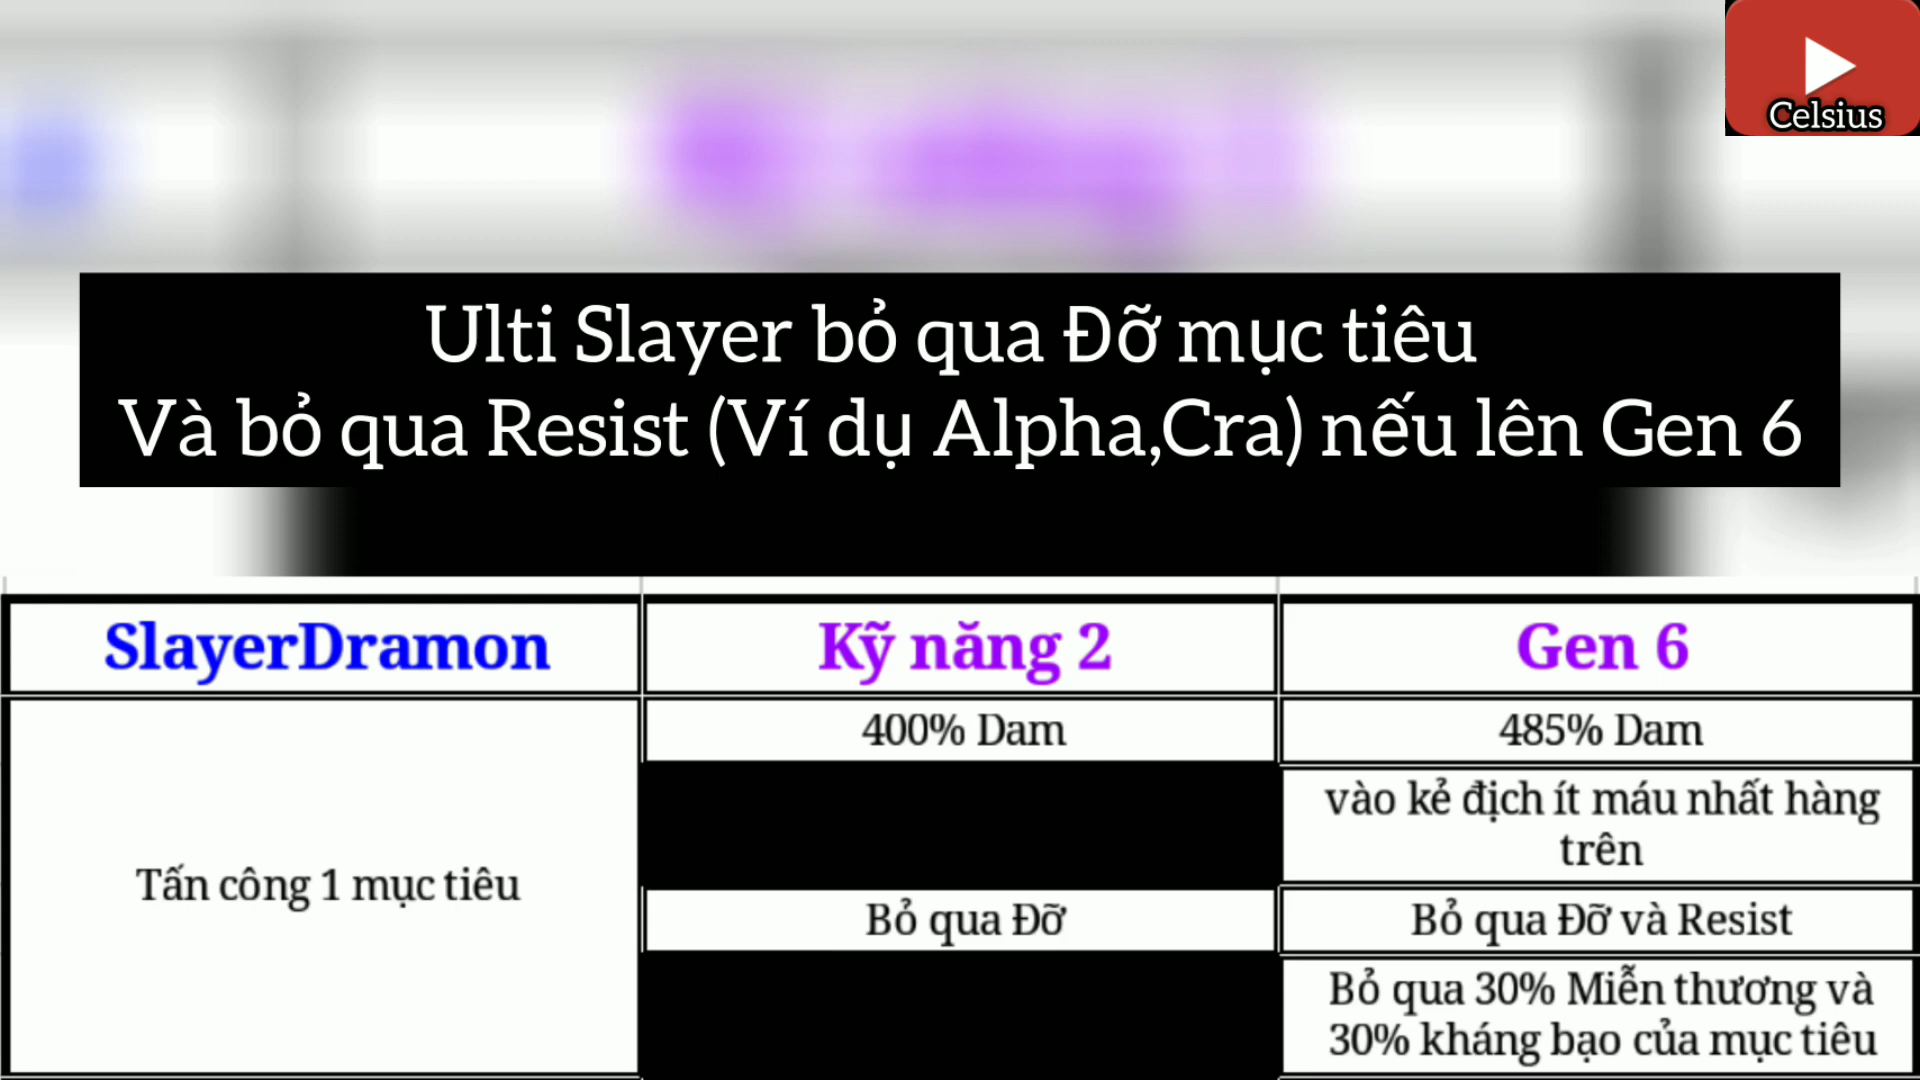 Celsius
Ulti Slayer bỏ qua Đỡ mục tiêu
Và bỏ qua Resist (Ví dụ Alpha,Cra) nếu lên Gen 6
SlayerDramon
Kỹ năng 2
Gen 6
Tấn công 1 mục tiêu
400% Dam
485% Dam
vào kẻ địch ít máu nhất hàng
trên
Bỏ qua Đỡ
Bỏ qua Đỡ và Resist
Bỏ qua 30% Miễn thương và
30% kháng bạo của mục tiêu